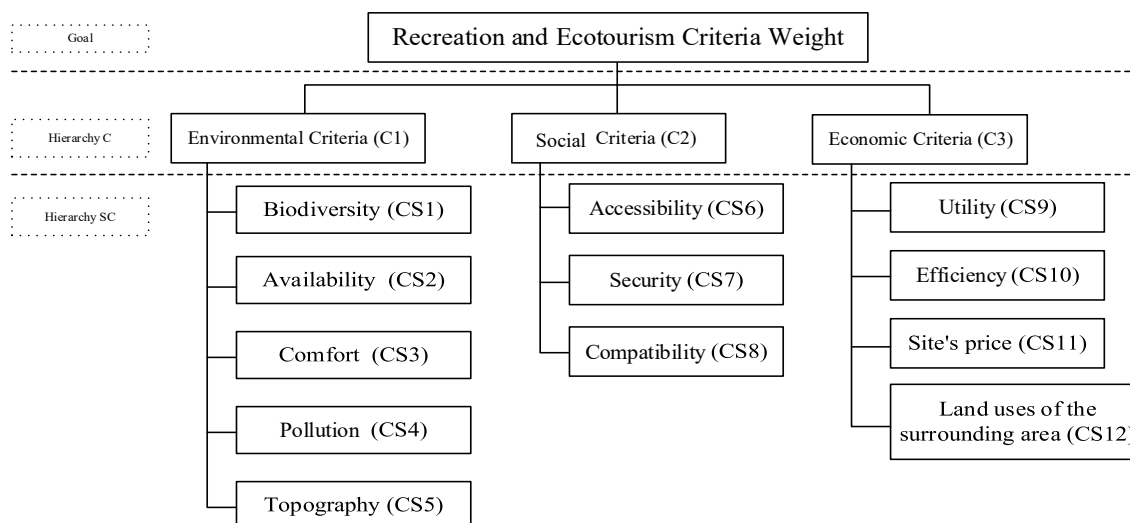 Goal
Recreation and Ecotourism Criteria Weight
Hierarchy C
Environmental Criteria (C1)
Social Criteria (C2)
Economic Criteria (C3)
Hierarchy SC
Biodiversity (CS1)
Availability (CS2)
Comfort (CS3)
Pollution (CS4)
Topography (CS5)
Accessibility (CS6)
Security (CS7)
Compatibility (CS8)
Utility (CS9)
Efficiency (CS10)
Site's price (CS11)
Land uses of the
surrounding area (CS12)